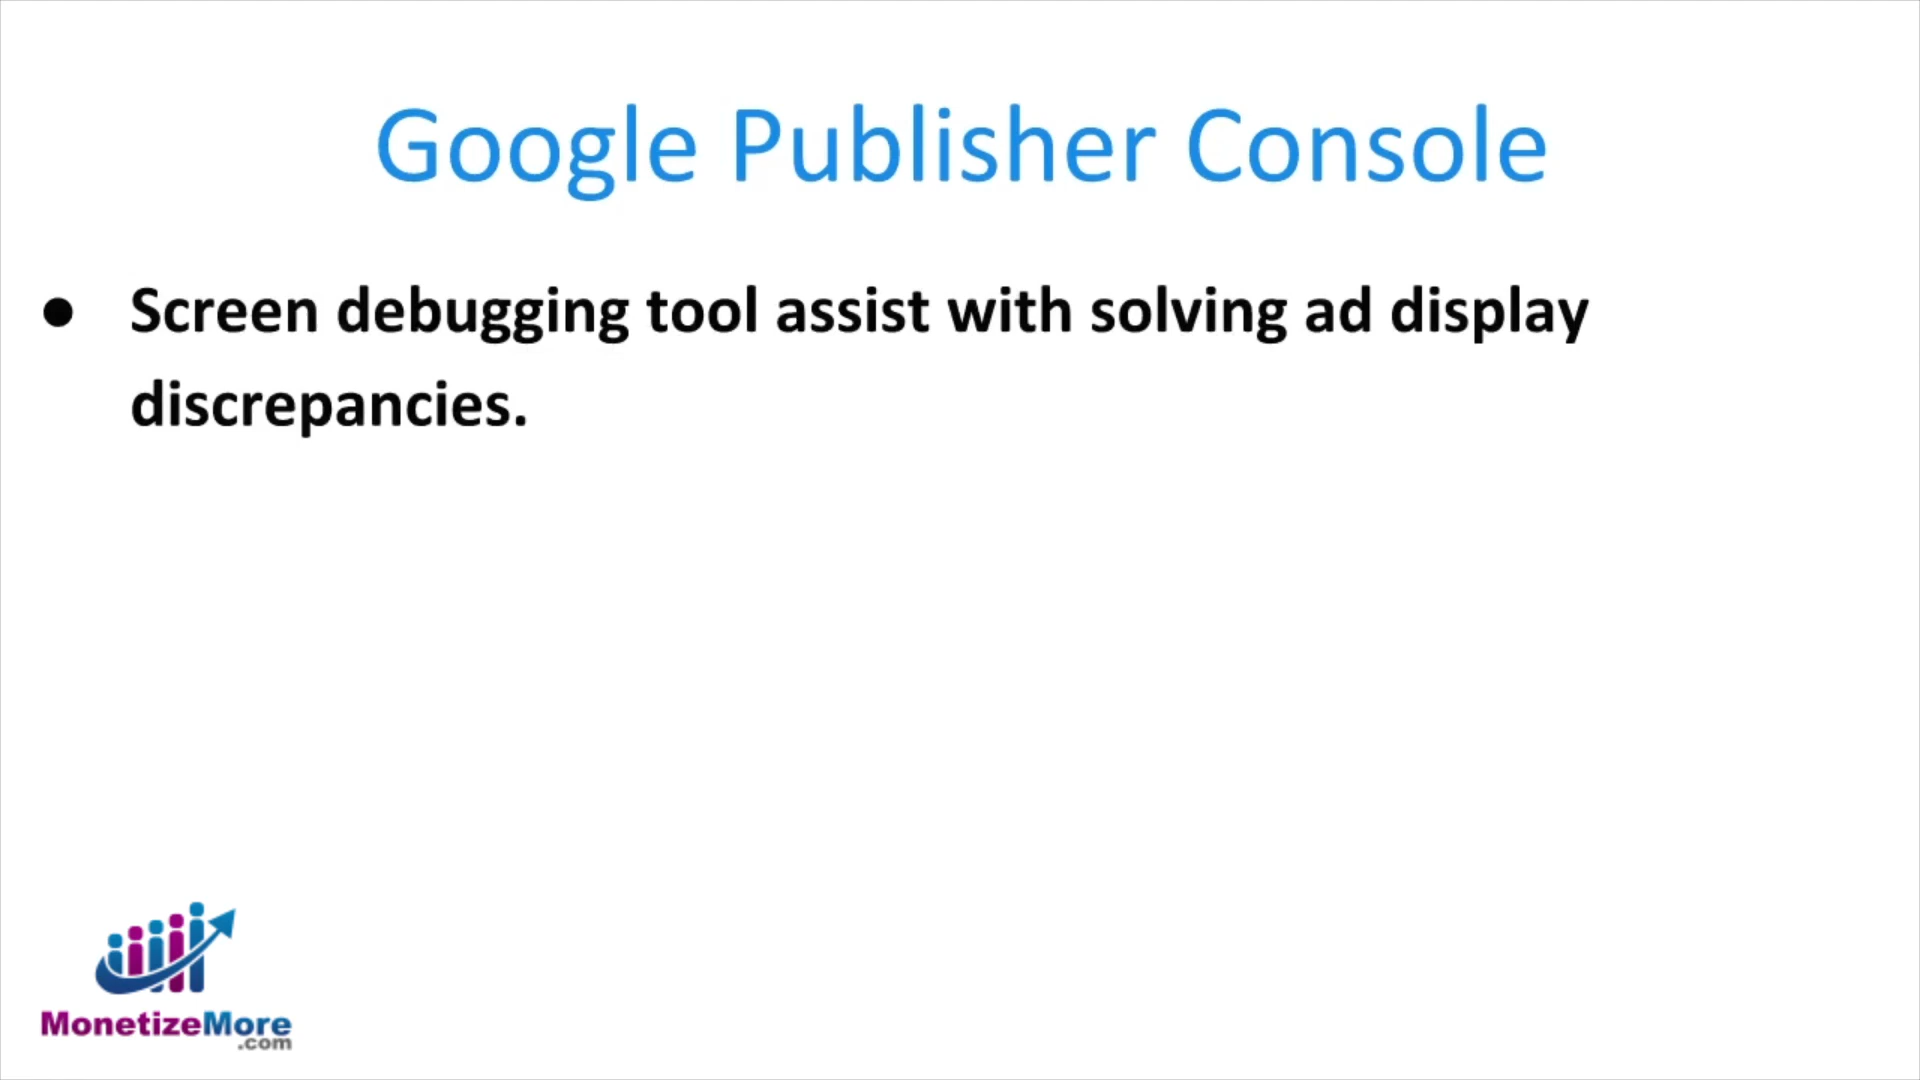 Google Publisher Console
● Screen debugging tool assist with solving ad display
discrepancies.
MonetizeMore
.com